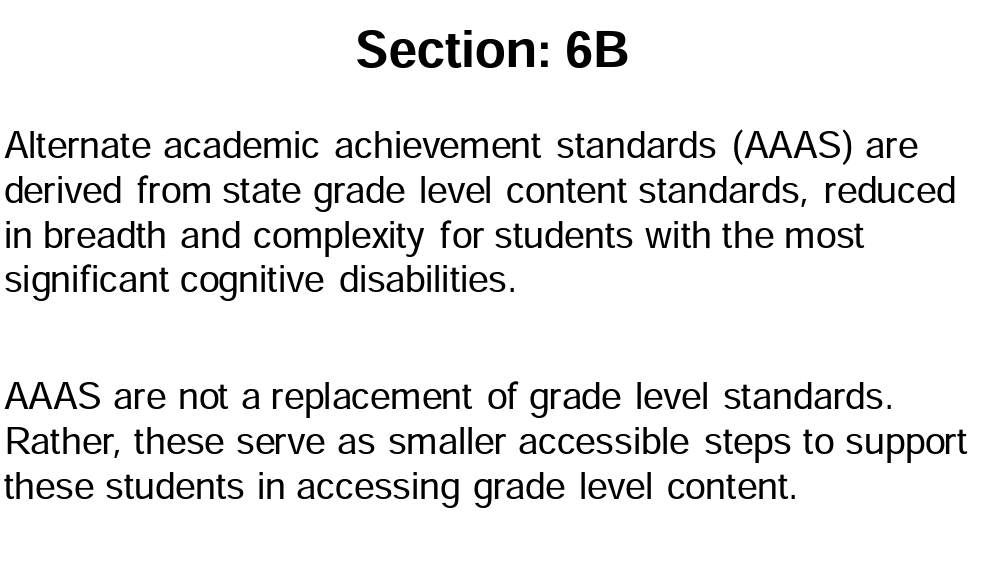 Section: 6B
Alternate academic achievement standards (AAAS) are
derived from state grade level content standards, reduced
in breadth and complexity for students with the most
significant cognitive disabilities.
AAAS are not a replacement of grade level standards.
Rather, these serve as smaller accessible steps to support
these students in accessing grade level content.